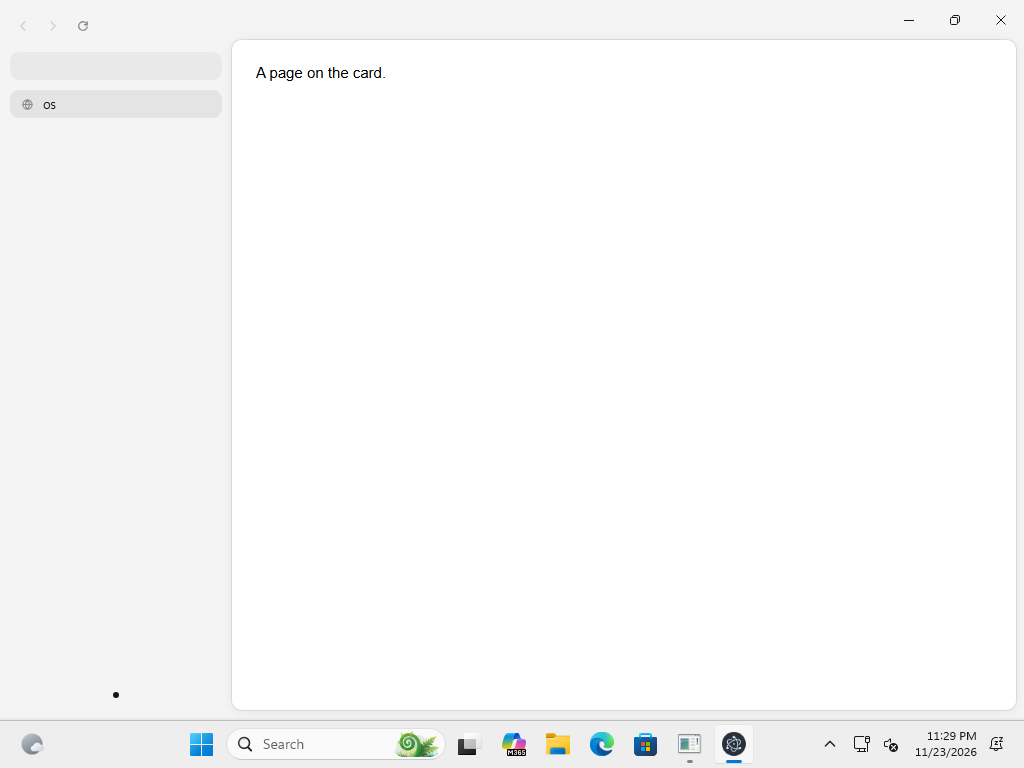 os
A page on the card.
Search
M365
11:29 PM
11/23/2026